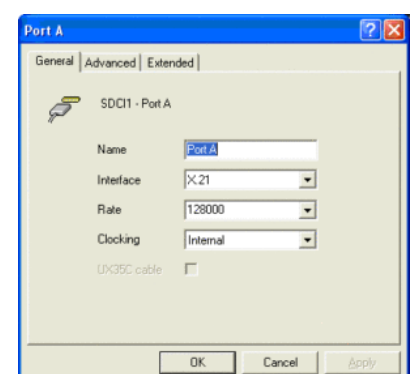 Port A
General Advanced Extended
SDCI1 - Port A
Name Port A
Interface X.21
Rate 128000
Clocking Internal
UX35C cable
OK Cancel Apply